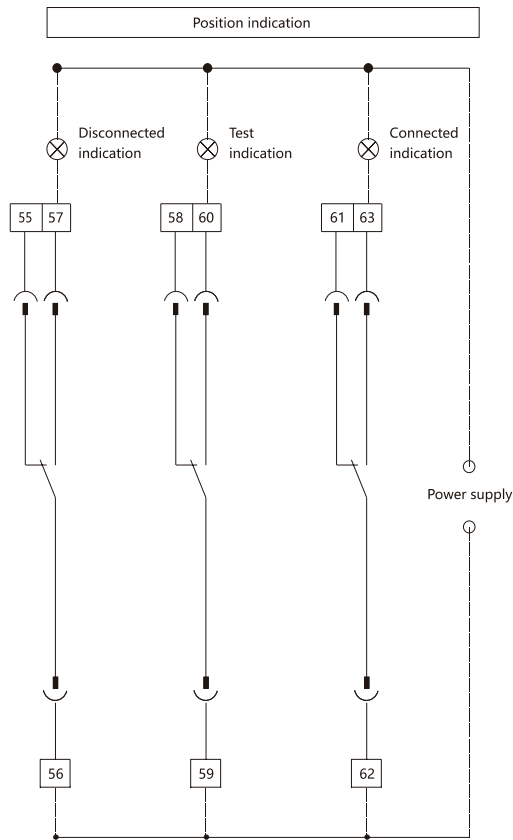 Position indication
Disconnected
indication
Test
indication
Connected
indication
55 57
58 60
61 63
Power supply
56
59
62